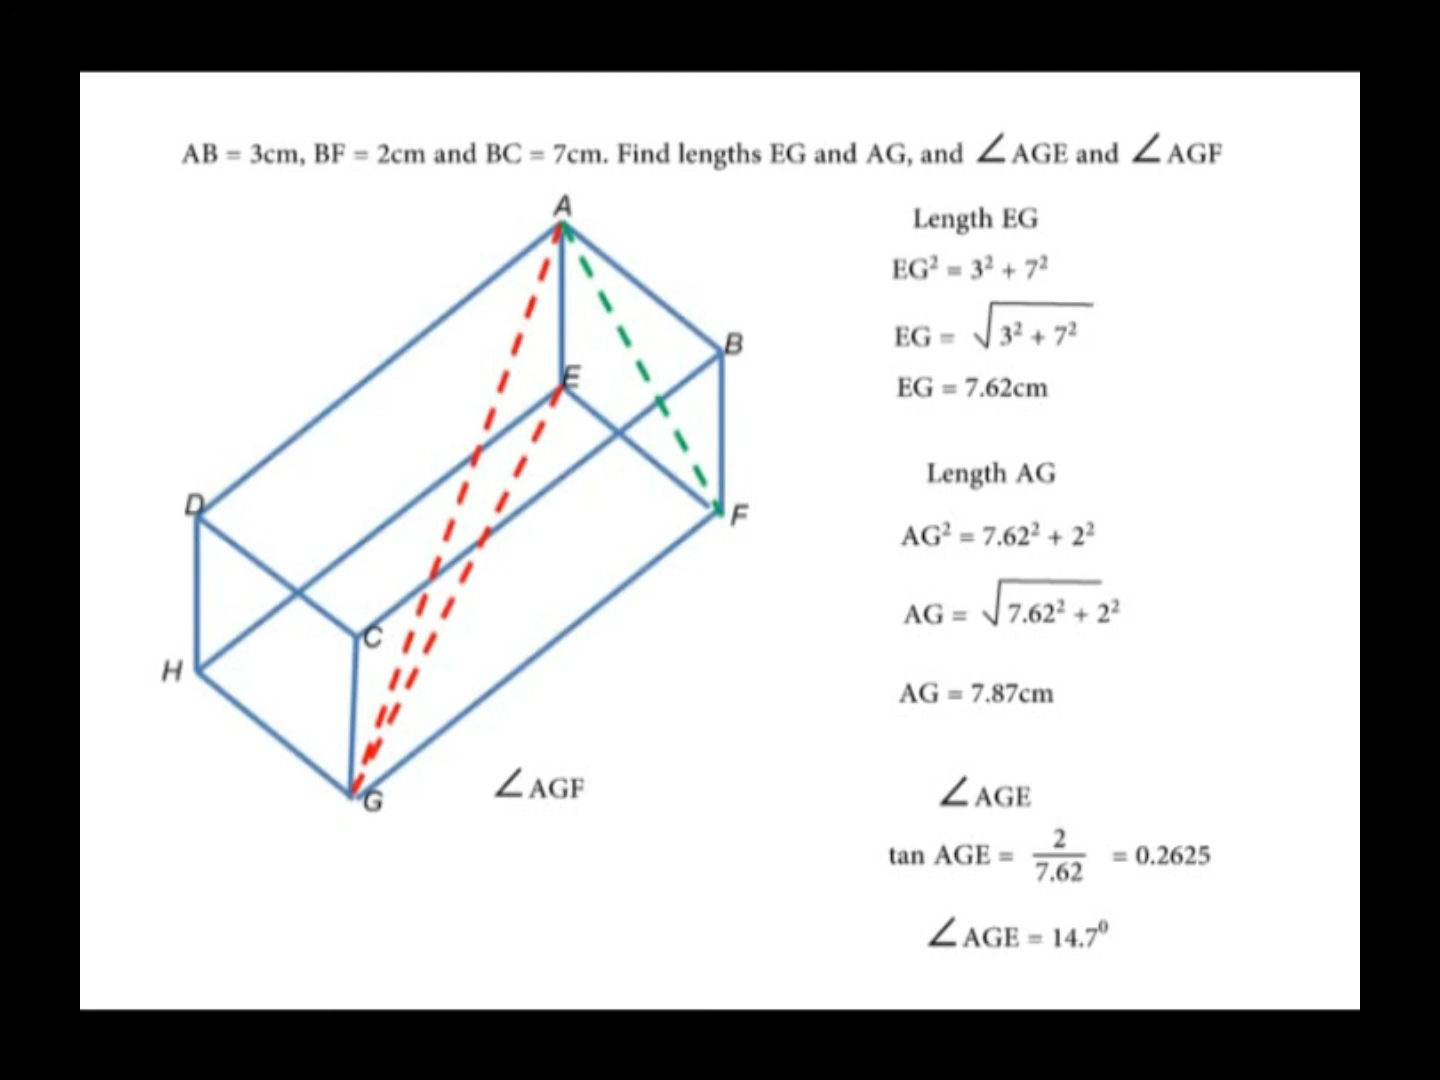 AB = 3cm, BF = 2cm and BC = 7cm. Find lengths EG and AG, and ∠AGE and ∠AGF
A
B
E
D
F
C
H
G
∠AGF
Length EG
EG² = 3² + 7²
EG = √3² + 7²
EG = 7.62cm
Length AG
AG² = 7.62² + 2²
AG = √7.62² + 2²
AG = 7.87cm
∠AGE
tan AGE = 2/7.62 = 0.2625
∠AGE = 14.7⁰